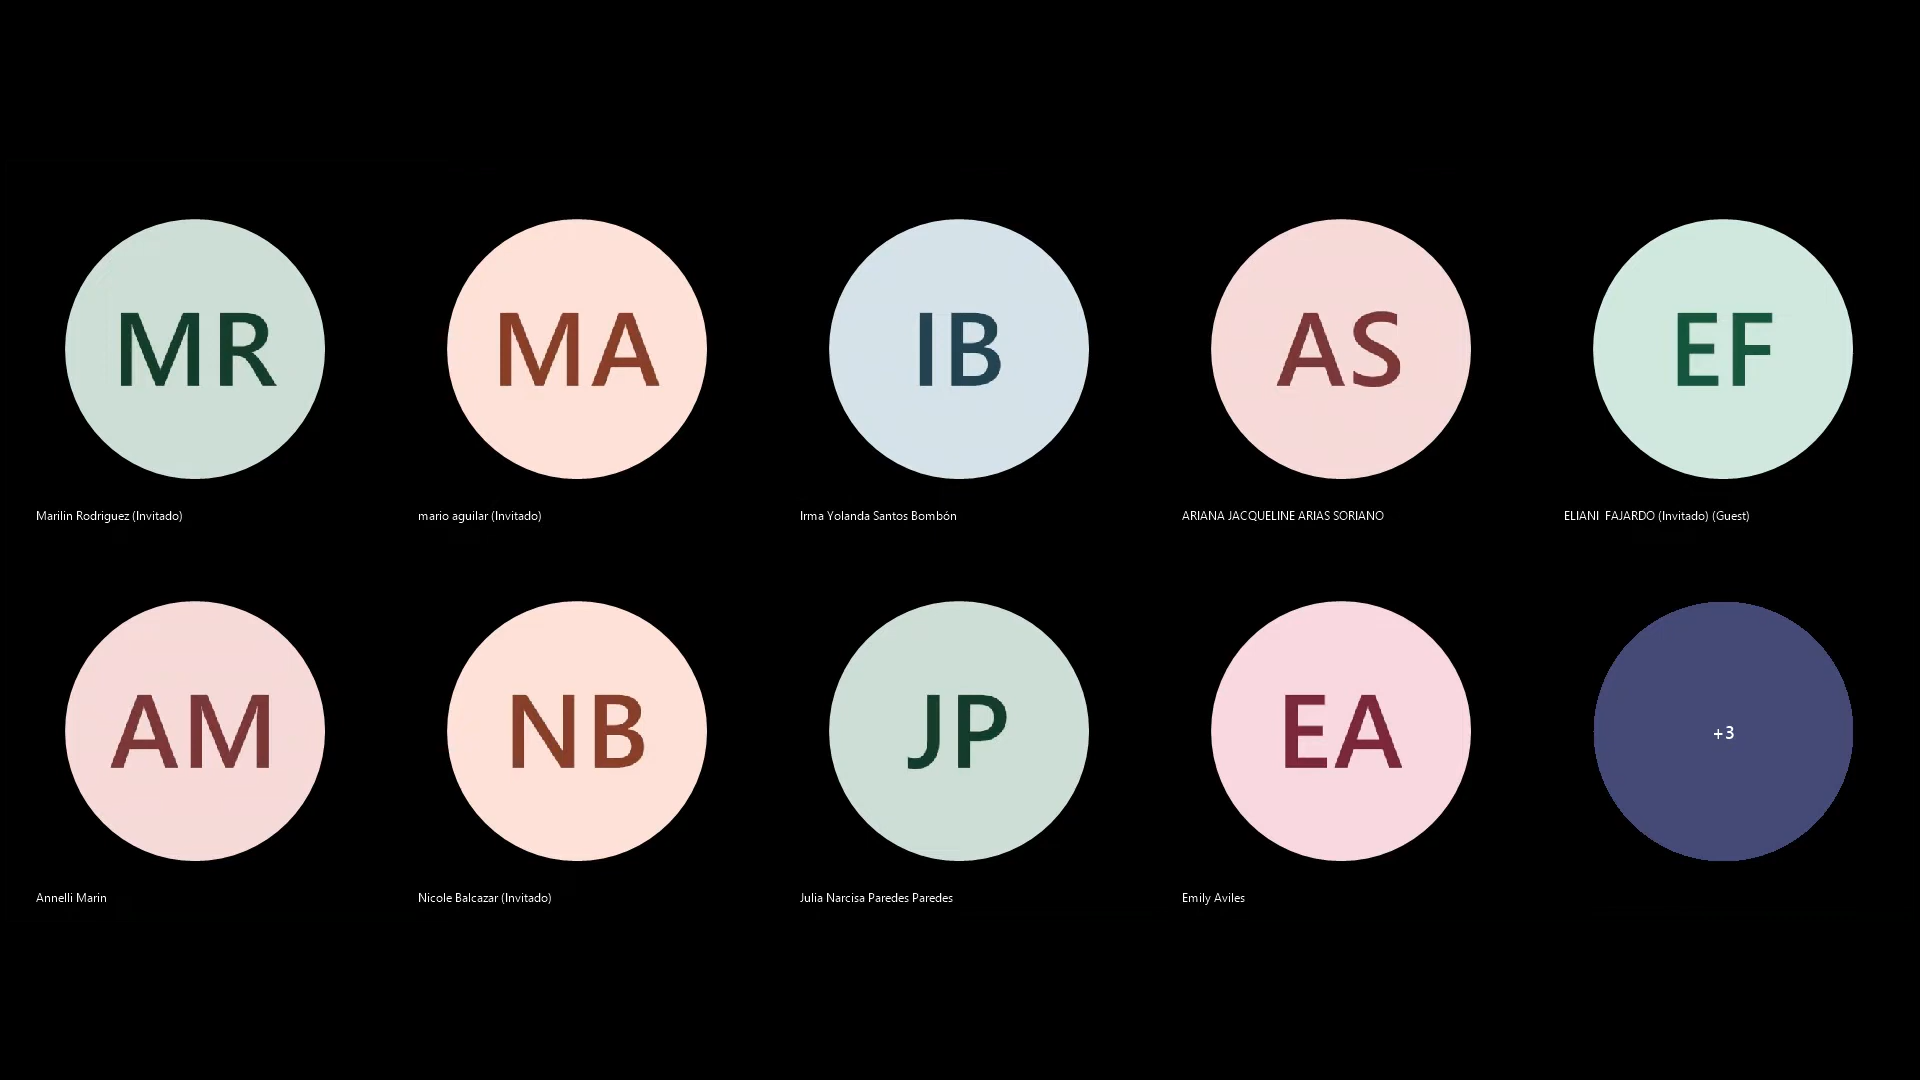 MR
MA
IB
AS
EF
Marilin Rodriguez (Invitado)
mario aguilar (Invitado)
Irma Yolanda Santos Bombón
ARIANA JACQUELINE ARIAS SORIANO
ELIANI  FAJARDO (Invitado) (Guest)
AM
NB
JP
EA
+3
Annelli Marin
Nicole Balcazar (Invitado)
Julia Narcisa Paredes Paredes
Emily Aviles